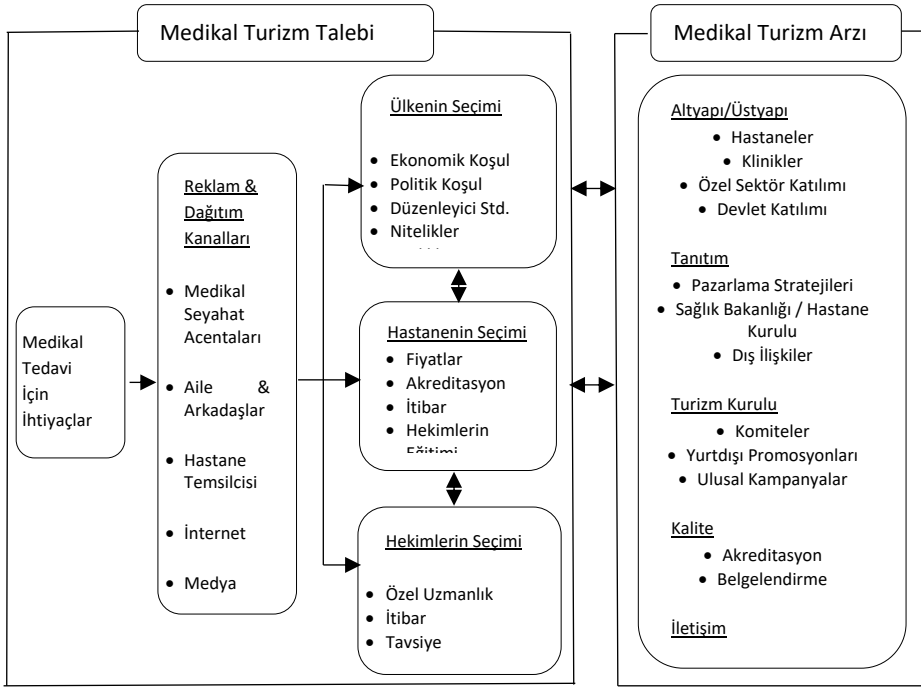 Medikal Turizm Talebi
Medikal Turizm Arzı
Medikal
Tedavi
İçin
İhtiyaçlar
Reklam &
Dağıtım
Kanalları
• Medikal
Seyahat
Acentaları
• Aile &
Arkadaşlar
• Hastane
Temsilcisi
• İnternet
• Medya
Ülkenin Seçimi
• Ekonomik Koşul
• Politik Koşul
• Düzenleyici Std.
• Nitelikler
Hastanenin Seçimi
• Fiyatlar
• Akreditasyon
• İtibar
• Hekimlerin
Eğitimi
Hekimlerin Seçimi
• Özel Uzmanlık
• İtibar
• Tavsiye
Altyapı/Üstyapı
• Hastaneler
• Klinikler
• Özel Sektör Katılımı
• Devlet Katılımı
Tanıtım
• Pazarlama Stratejileri
• Sağlık Bakanlığı / Hastane
Kurulu
• Dış İlişkiler
Turizm Kurulu
• Komiteler
• Yurtdışı Promosyonları
• Ulusal Kampanyalar
Kalite
• Akreditasyon
• Belgelendirme
İletişim